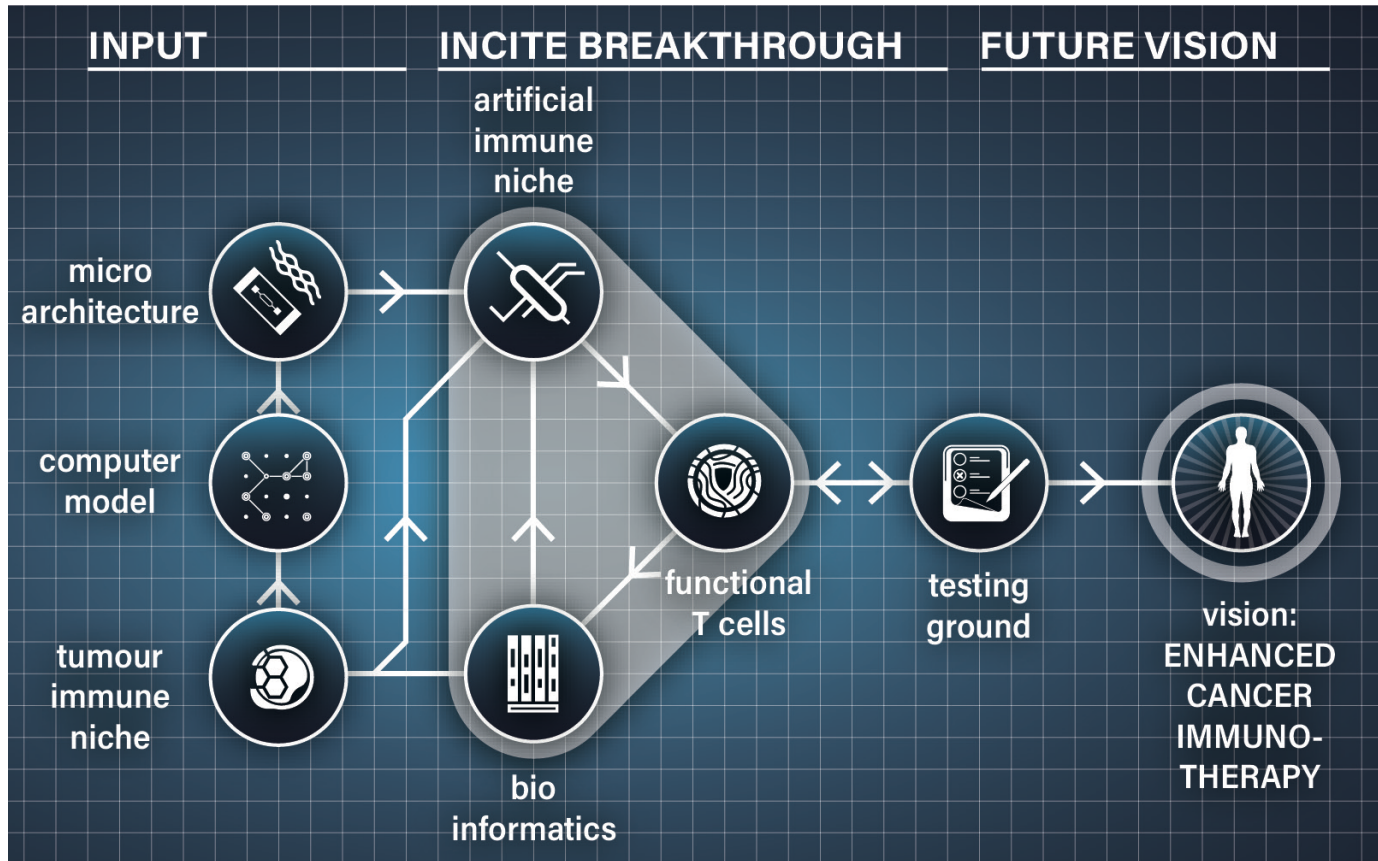 INPUT
INCITE BREAKTHROUGH
FUTURE VISION
artificial
immune
niche
micro
architecture
computer
model
tumour
immune
niche
functional
T cells
bio
informatics
testing
ground
vision:
ENHANCED
CANCER
IMMUNO-
THERAPY